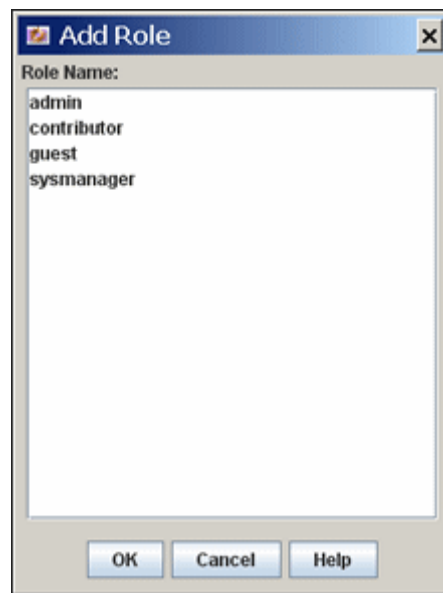 Add Role
Role Name:
admin
contributor
guest
sysmanager
OK Cancel Help